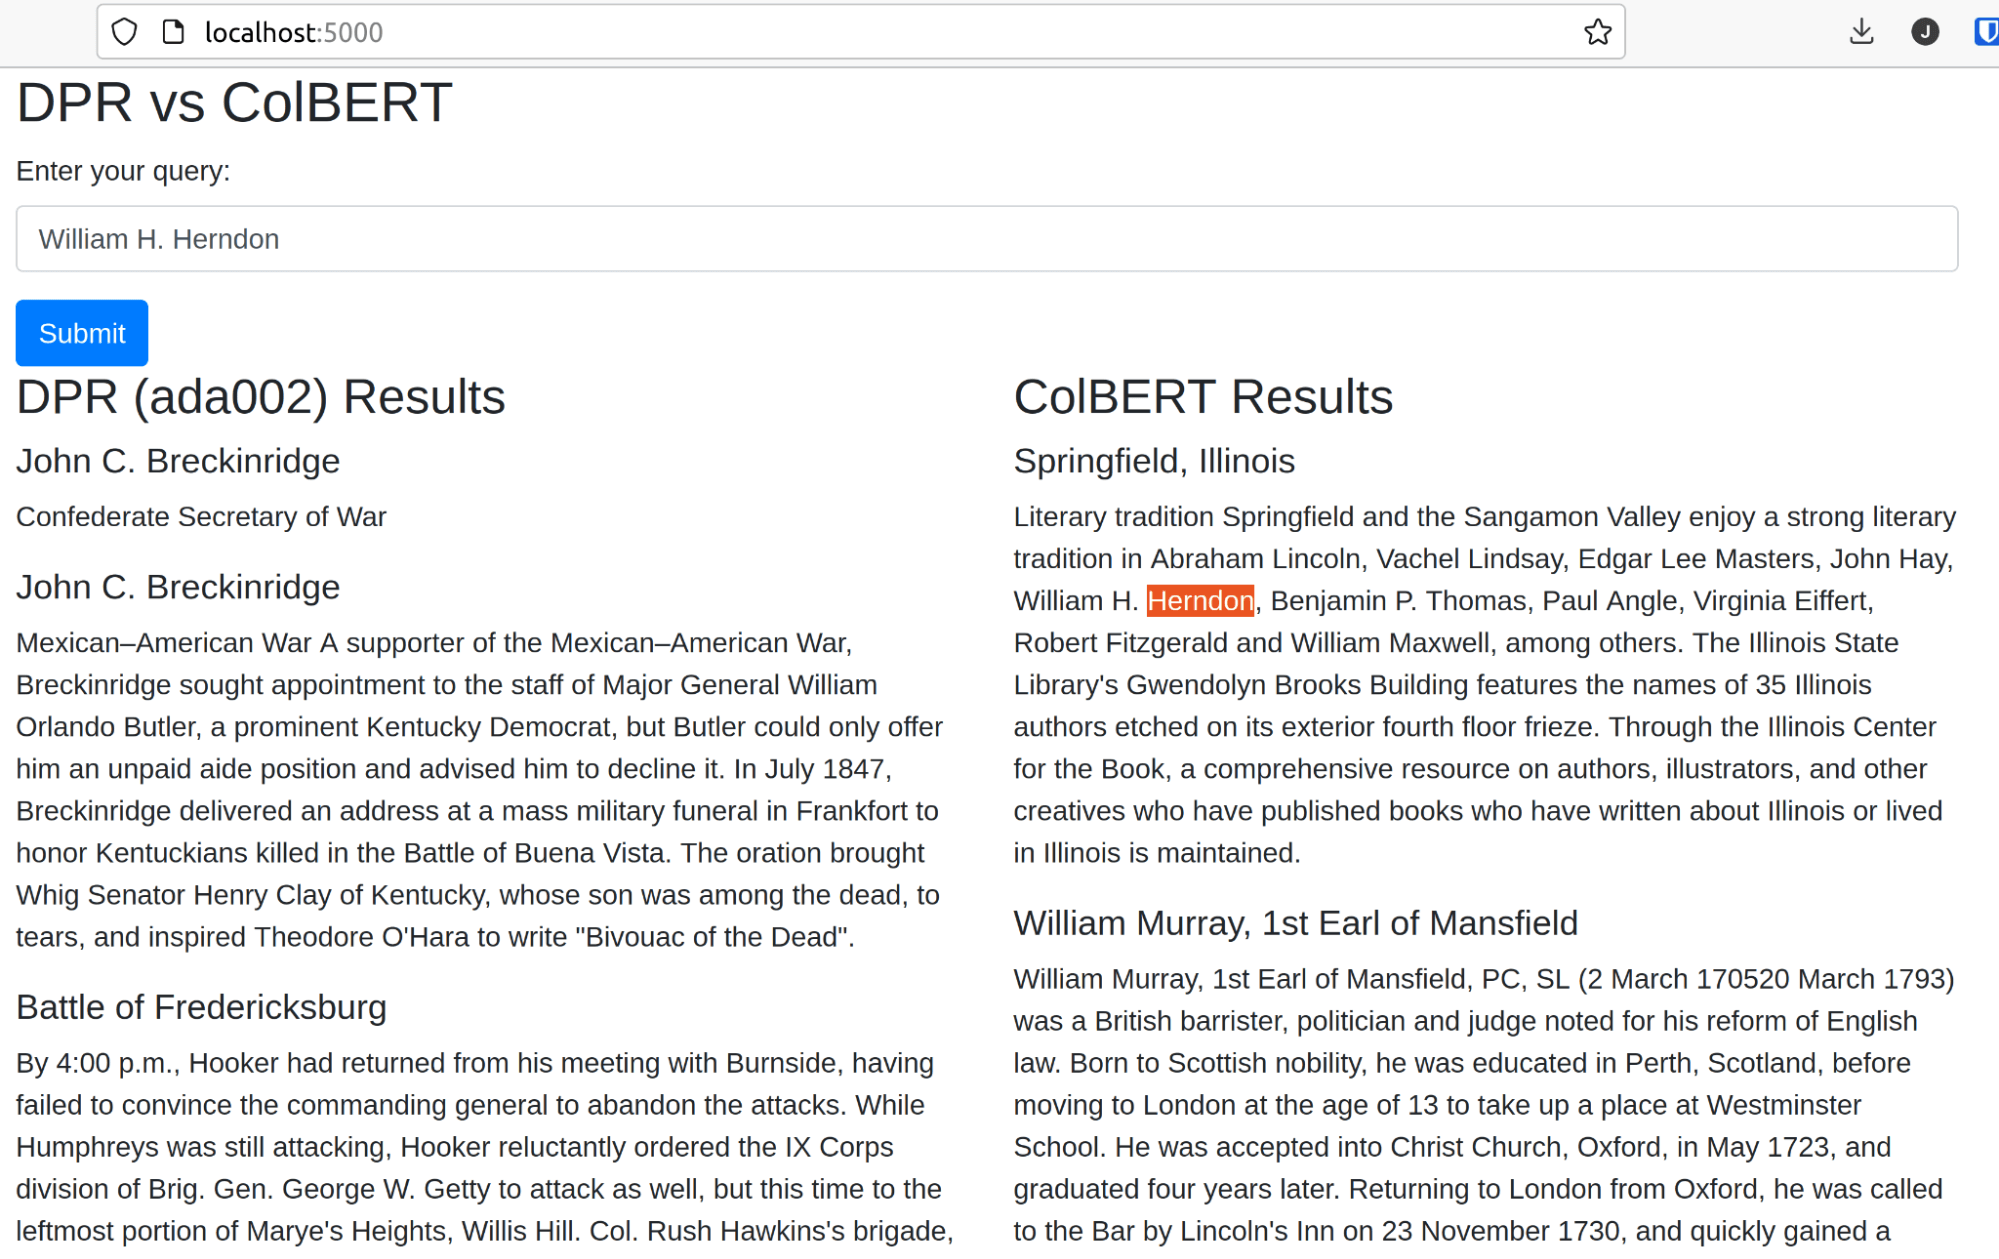 localhost:5000
J
DPR vs ColBERT
Enter your query:
William H. Herndon
Submit
DPR (ada002) Results
John C. Breckinridge
Confederate Secretary of War
John C. Breckinridge
Mexican–American War A supporter of the Mexican–American War,
Breckinridge sought appointment to the staff of Major General William
Orlando Butler, a prominent Kentucky Democrat, but Butler could only offer
him an unpaid aide position and advised him to decline it. In July 1847,
Breckinridge delivered an address at a mass military funeral in Frankfort to
honor Kentuckians killed in the Battle of Buena Vista. The oration brought
Whig Senator Henry Clay of Kentucky, whose son was among the dead, to
tears, and inspired Theodore O'Hara to write "Bivouac of the Dead".
Battle of Fredericksburg
By 4:00 p.m., Hooker had returned from his meeting with Burnside, having
failed to convince the commanding general to abandon the attacks. While
Humphreys was still attacking, Hooker reluctantly ordered the IX Corps
division of Brig. Gen. George W. Getty to attack as well, but this time to the
leftmost portion of Marye's Heights, Willis Hill. Col. Rush Hawkins's brigade,
ColBERT Results
Springfield, Illinois
Literary tradition Springfield and the Sangamon Valley enjoy a strong literary
tradition in Abraham Lincoln, Vachel Lindsay, Edgar Lee Masters, John Hay,
William H. Herndon, Benjamin P. Thomas, Paul Angle, Virginia Eiffert,
Robert Fitzgerald and William Maxwell, among others. The Illinois State
Library's Gwendolyn Brooks Building features the names of 35 Illinois
authors etched on its exterior fourth floor frieze. Through the Illinois Center
for the Book, a comprehensive resource on authors, illustrators, and other
creatives who have published books who have written about Illinois or lived
in Illinois is maintained.
William Murray, 1st Earl of Mansfield
William Murray, 1st Earl of Mansfield, PC, SL (2 March 170520 March 1793)
was a British barrister, politician and judge noted for his reform of English
law. Born to Scottish nobility, he was educated in Perth, Scotland, before
moving to London at the age of 13 to take up a place at Westminster
School. He was accepted into Christ Church, Oxford, in May 1723, and
graduated four years later. Returning to London from Oxford, he was called
to the Bar by Lincoln's Inn on 23 November 1730, and quickly gained a